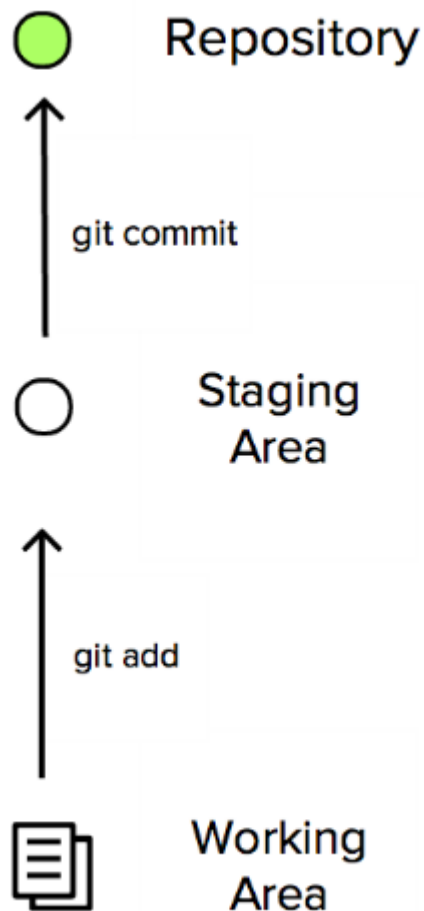 Repository
git commit
Staging
Area
git add
Working
Area